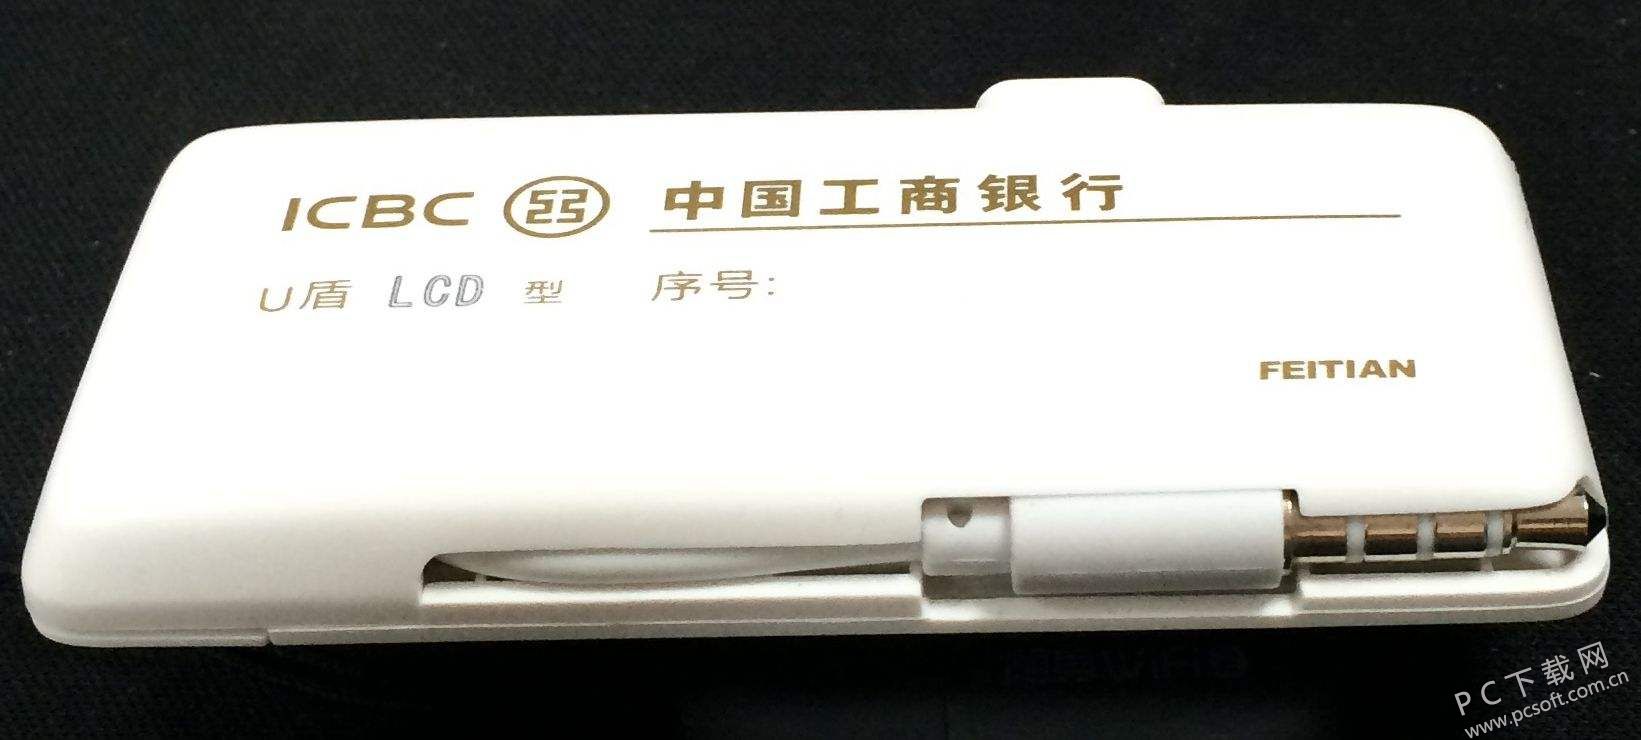 ICBC 中国工商银行
U盾 LCD 型 序号:
FEITIAN
PC下载网
www.pcsoft.com.cn